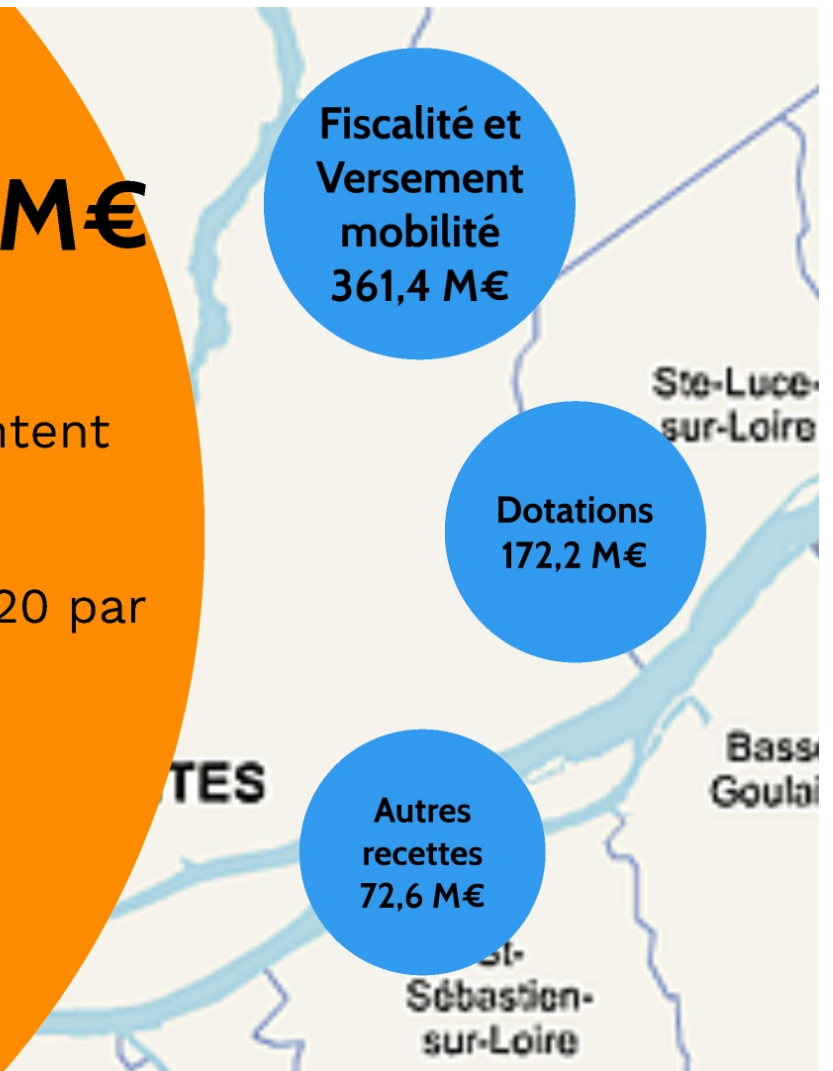 Fiscalité et
Versement
mobilité
361,4 M€
M€
Ste-Luce-
sur-Loire
ntent
Dotations
172,2 M€
20 par
Basse
Goulai
TES
Autres
recettes
72,6 M€
St-
Sébastien-
sur-Loire